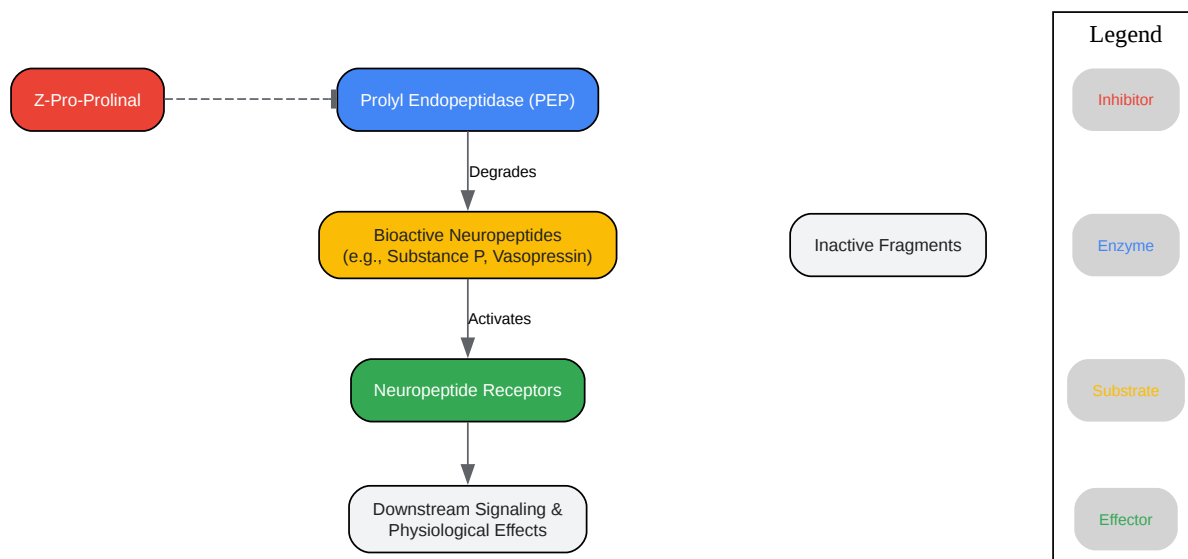 Z-Pro-Prolinal
Prolyl Endopeptidase (PEP)
Degrades
Bioactive Neuropeptides
(e.g., Substance P, Vasopressin)
Inactive Fragments
Activates
Neuropeptide Receptors
Downstream Signaling &
Physiological Effects
Legend
Inhibitor
Enzyme
Substrate
Effector